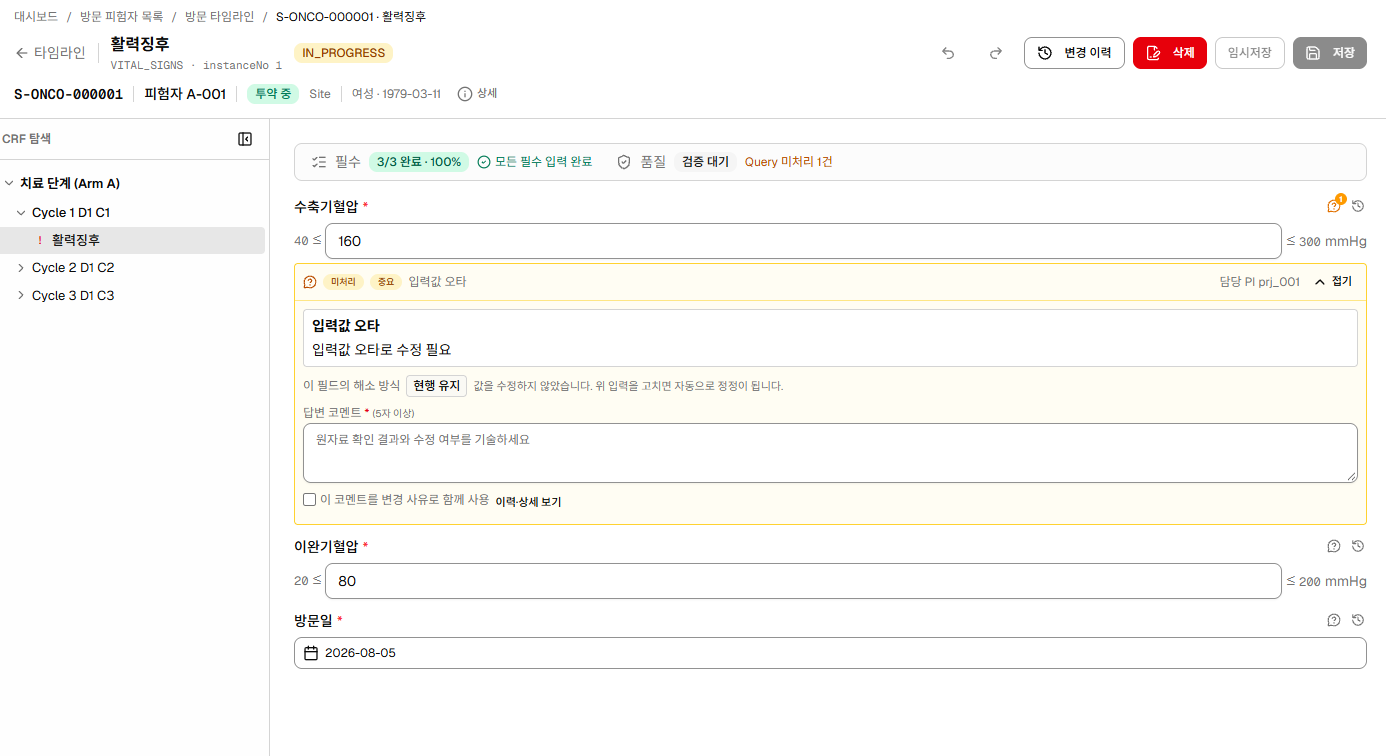 대시보드 / 방문 피험자 목록 / 방문 타임라인 / S-ONCO-000001 · 활력징후
타임라인 활력징후 IN_PROGRESS 변경 이력 삭제 임시저장 저장
VITAL_SIGNS · instanceNo 1
S-ONCO-000001 피험자 A-001 투약 중 Site 여성 · 1979-03-11 상세
CRF 탐색
치료 단계 (Arm A)
Cycle 1 D1 C1
! 활력징후
Cycle 2 D1 C2
Cycle 3 D1 C3
필수 3/3 완료 · 100% 모든 필수 입력 완료 품질 검증 대기 Query 미처리 1건
수축기혈압 * 1
40 ≤ 160 ≤ 300 mmHg
미처리 중요 입력값 오타 담당 PI prj_001 접기
입력값 오타
입력값 오타로 수정 필요
이 필드의 해소 방식 현행 유지 값을 수정하지 않았습니다. 위 입력을 고치면 자동으로 정정이 됩니다.
답변 코멘트 * (5자 이상)
원자료 확인 결과와 수정 여부를 기술하세요
이 코멘트를 변경 사유로 함께 사용 이력·상세 보기
이완기혈압 *
20 ≤ 80 ≤ 200 mmHg
방문일 *
2026-08-05